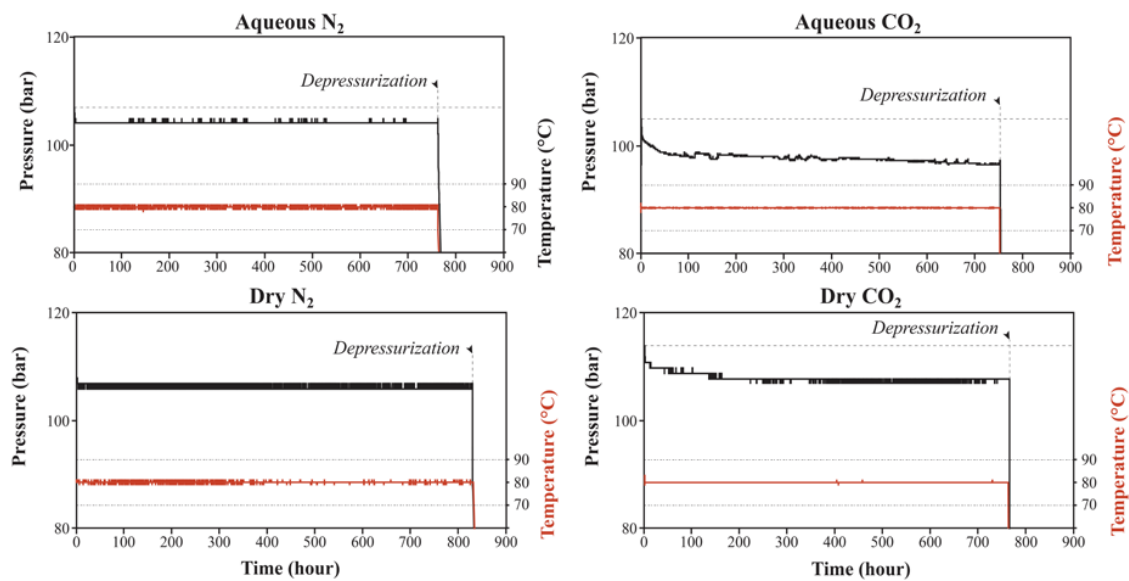 Aqueous N₂
Pressure (bar)
120
100
80
Depressurization
90
80
70
Temperature (°C)
0 100 200 300 400 500 600 700 800 900
Aqueous CO₂
Pressure (bar)
120
100
80
Depressurization
90
80
70
Temperature (°C)
0 100 200 300 400 500 600 700 800 900
Dry N₂
Pressure (bar)
120
100
80
Depressurization
90
80
70
Temperature (°C)
0 100 200 300 400 500 600 700 800 900
Time (hour)
Dry CO₂
Pressure (bar)
120
100
80
Depressurization
90
80
70
Temperature (°C)
0 100 200 300 400 500 600 700 800 900
Time (hour)